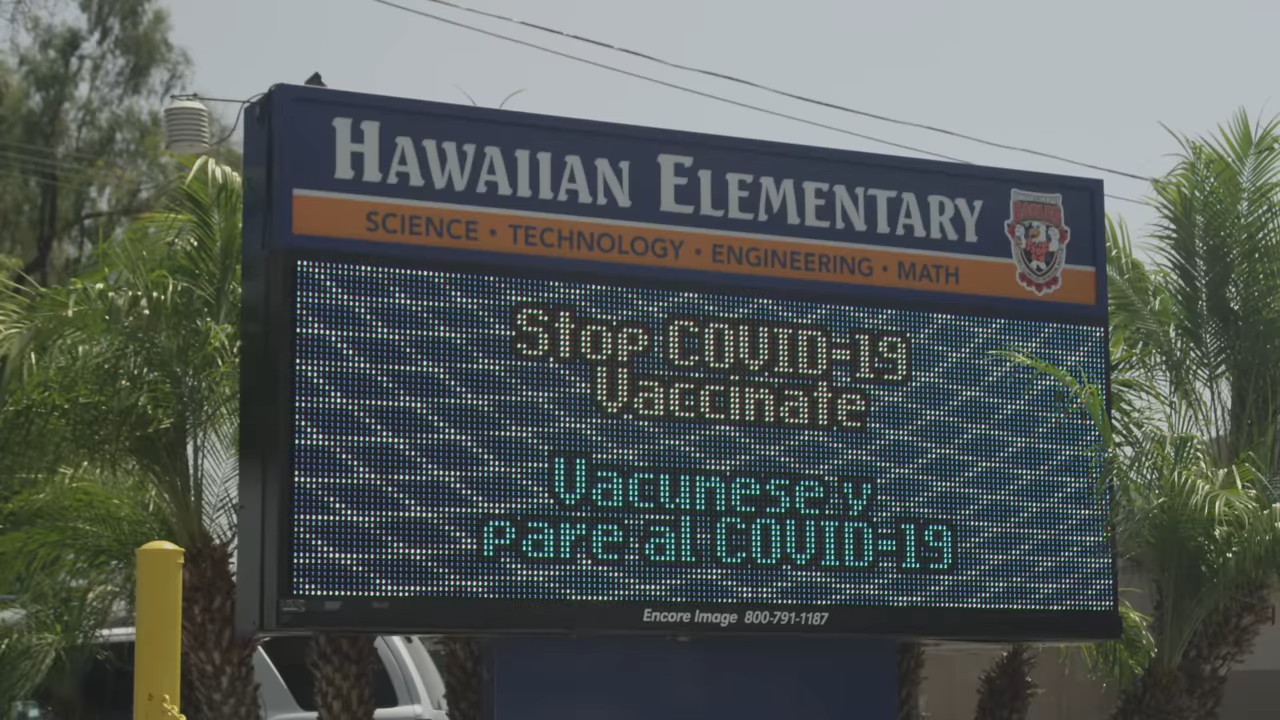 HAWAIIAN ELEMENTARY
SCIENCE • TECHNOLOGY • ENGINEERING • MATH
Stop COVID-19
Vaccinate
Vacunese y
pare al COVID-19
Encore Image 800-791-1187